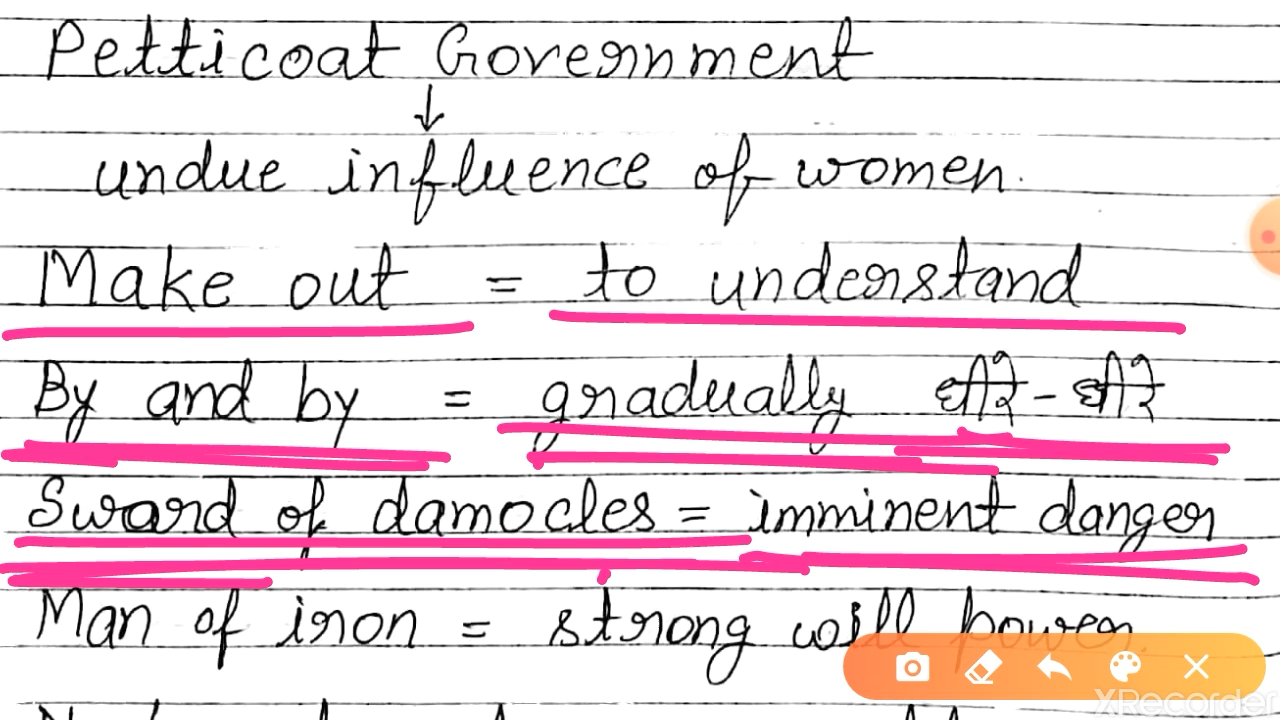 Petticoat Government
↓
undue influence of women.
Make out = to understand
By and by = gradually धीरे-धीरे
Sward of damocles = imminent danger
Man of iron = strong will power.
XRecorder